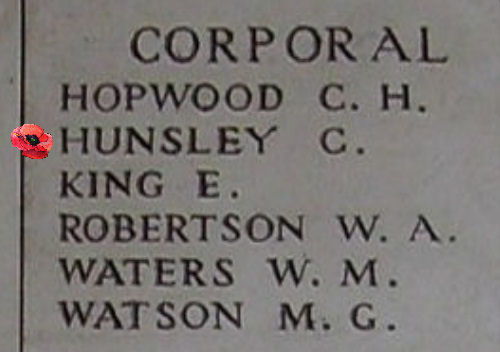 CORPORAL
HOPWOOD C. H.
HUNSLEY C.
KING E.
ROBERTSON W. A.
WATERS W. M.
WATSON M. G.